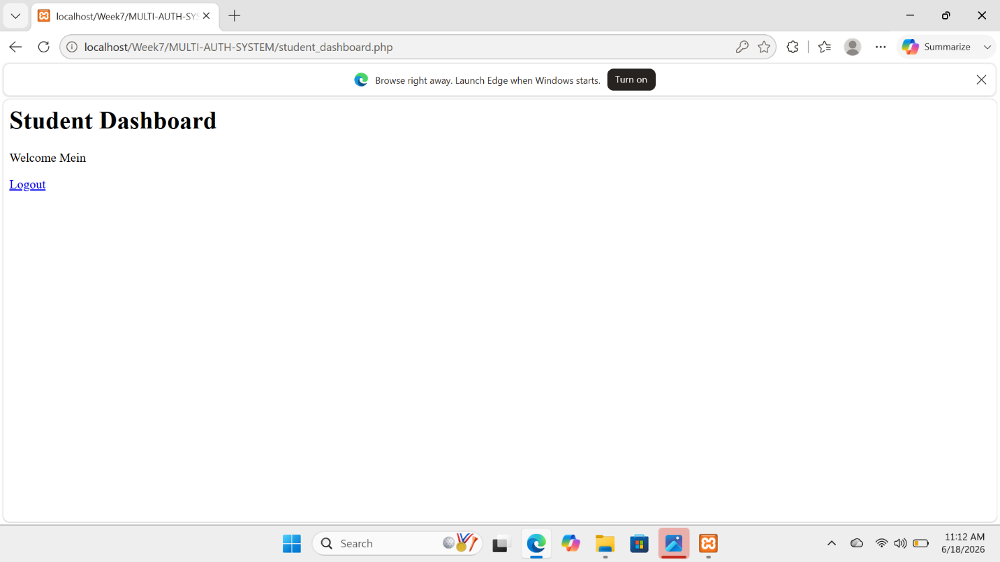 localhost/Week7/MULTI-AUTH-SYS
localhost/Week7/MULTI-AUTH-SYSTEM/student_dashboard.php
Summarize
Browse right away. Launch Edge when Windows starts.
Turn on
Student Dashboard
Welcome Mein
Logout
Search
11:12 AM
6/18/2026